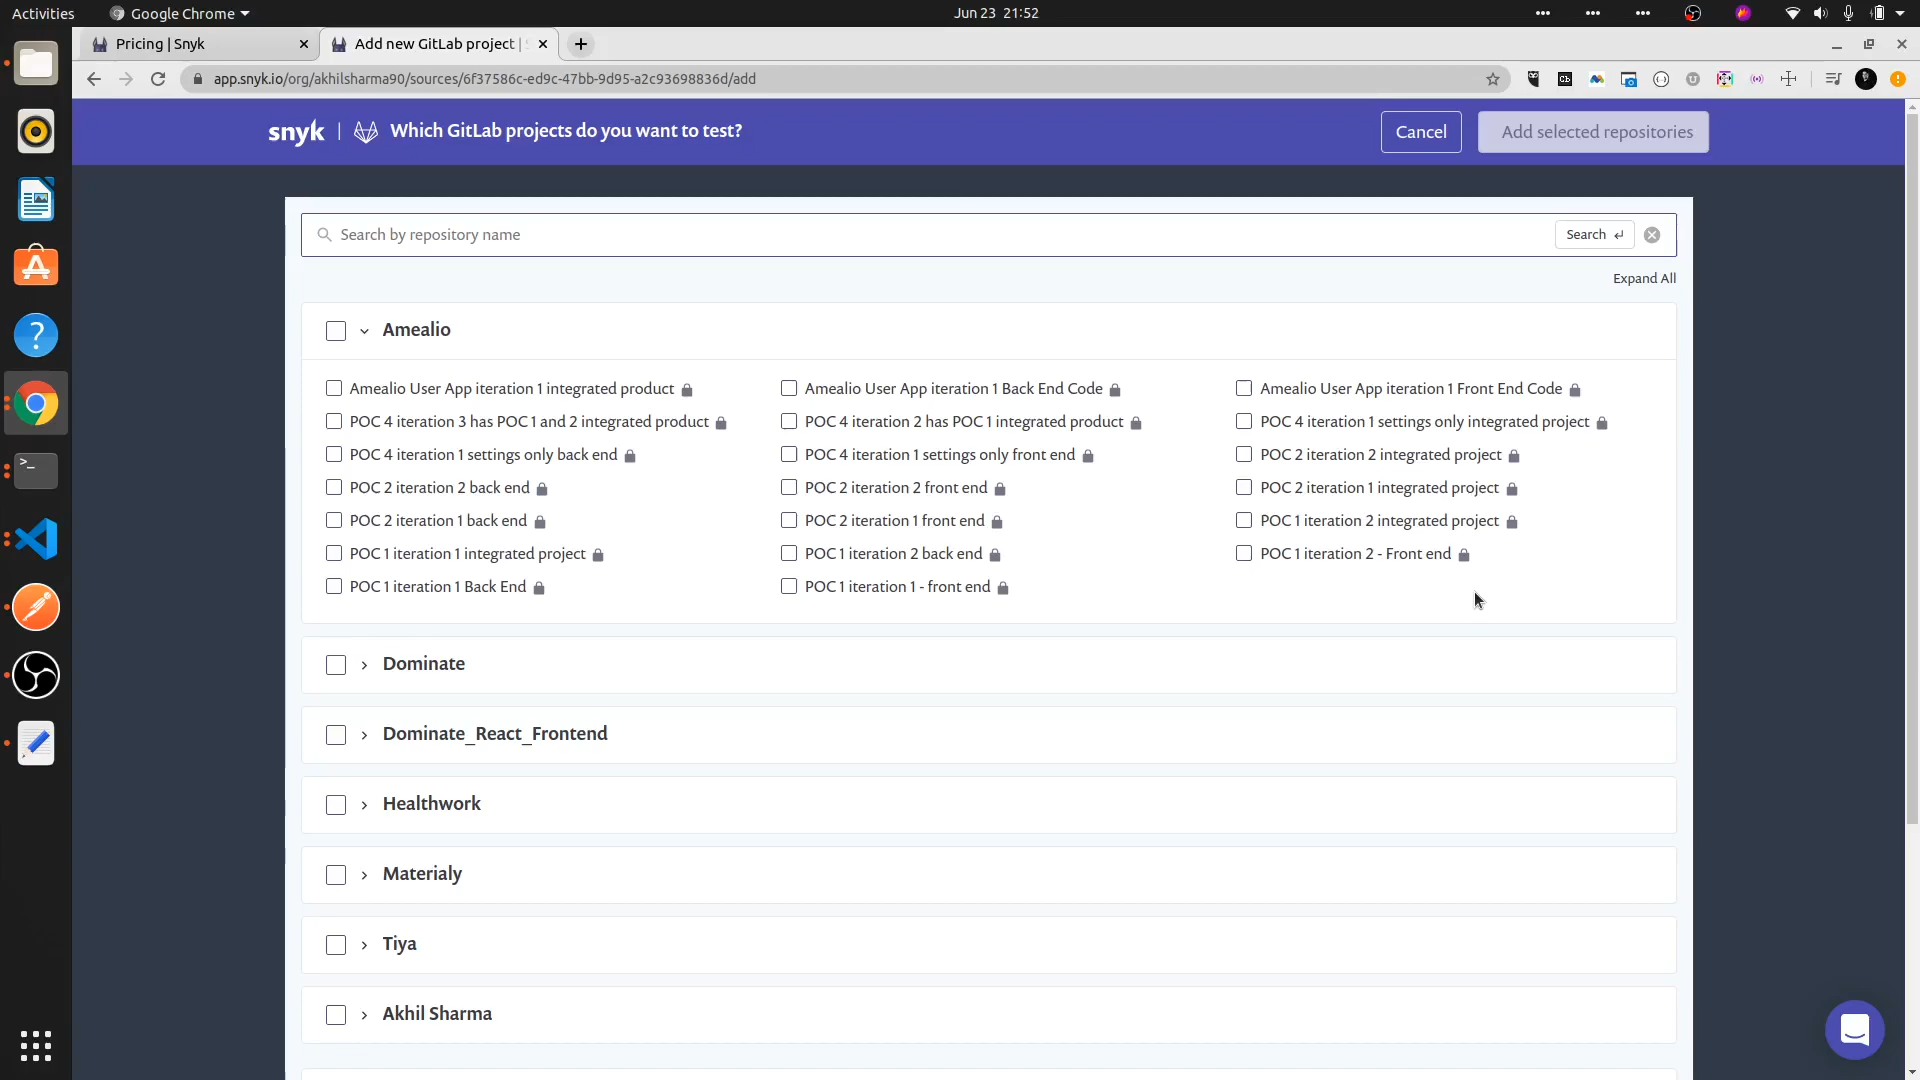 Activities Google Chrome Jun 23 21:52
Pricing | Snyk Add new GitLab project |
app.snyk.io/org/akhilsharma90/sources/6f37586c-ed9c-47bb-9d95-a2c93698836d/add
snyk | Which GitLab projects do you want to test? Cancel Add selected repositories
Search by repository name Search
Expand All
Amealio
Amealio User App iteration 1 integrated product Amealio User App iteration 1 Back End Code Amealio User App iteration 1 Front End Code
POC 4 iteration 3 has POC 1 and 2 integrated product POC 4 iteration 2 has POC 1 integrated product POC 4 iteration 1 settings only integrated project
POC 4 iteration 1 settings only back end POC 4 iteration 1 settings only front end POC 2 iteration 2 integrated project
POC 2 iteration 2 back end POC 2 iteration 2 front end POC 2 iteration 1 integrated project
POC 2 iteration 1 back end POC 2 iteration 1 front end POC 1 iteration 2 integrated project
POC 1 iteration 1 integrated project POC 1 iteration 2 back end POC 1 iteration 2 - Front end
POC 1 iteration 1 Back End POC 1 iteration 1 - front end
Dominate
Dominate_React_Frontend
Healthwork
Materialy
Tiya
Akhil Sharma